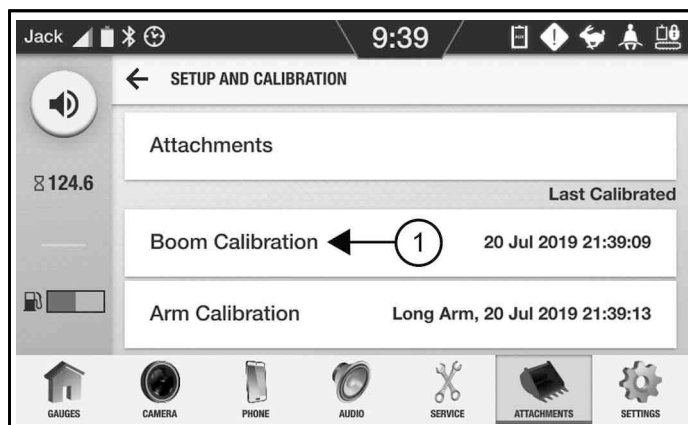 Jack 9:39
SETUP AND CALIBRATION
Attachments
124.6
Last Calibrated
Boom Calibration 1 20 Jul 2019 21:39:09
Arm Calibration Long Arm, 20 Jul 2019 21:39:13
GAUGES CAMERA PHONE AUDIO SERVICE ATTACHMENTS SETTINGS